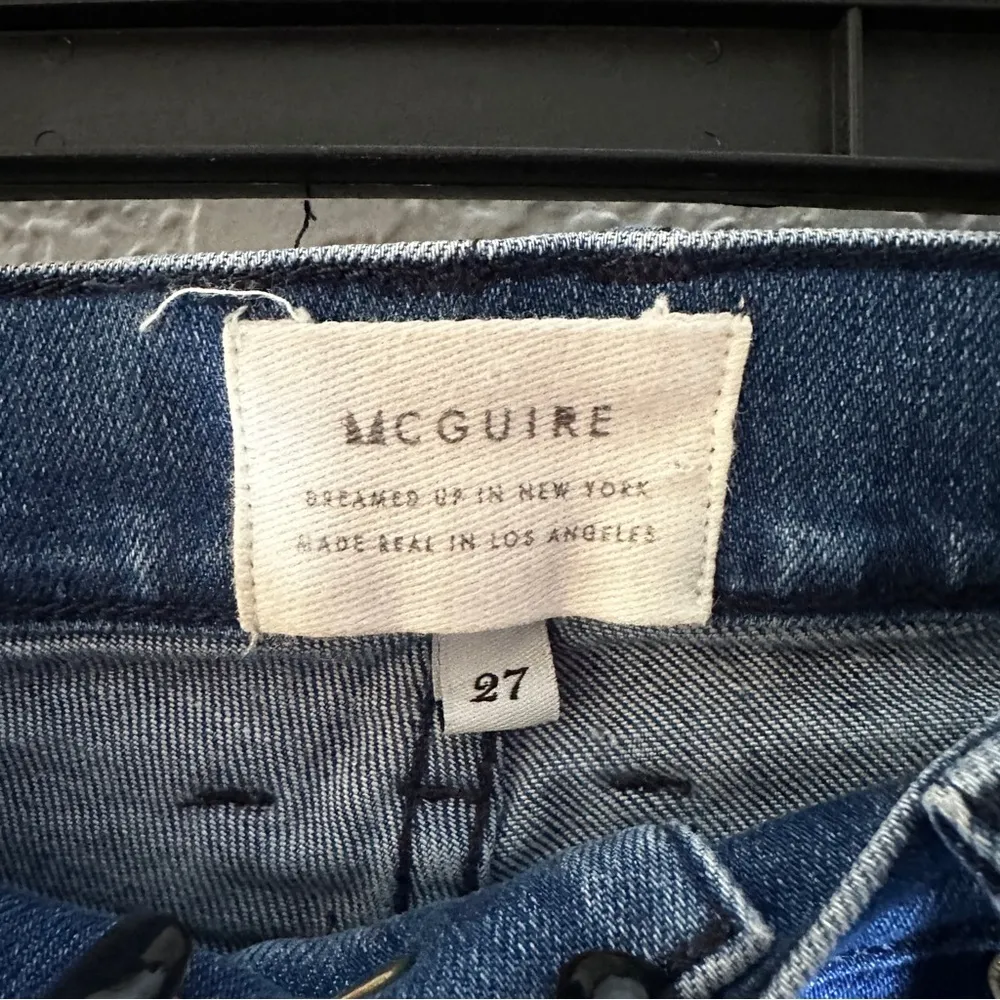 MCGUIRE
DREAMED UP IN NEW YORK
MADE REAL IN LOS ANGELES
27